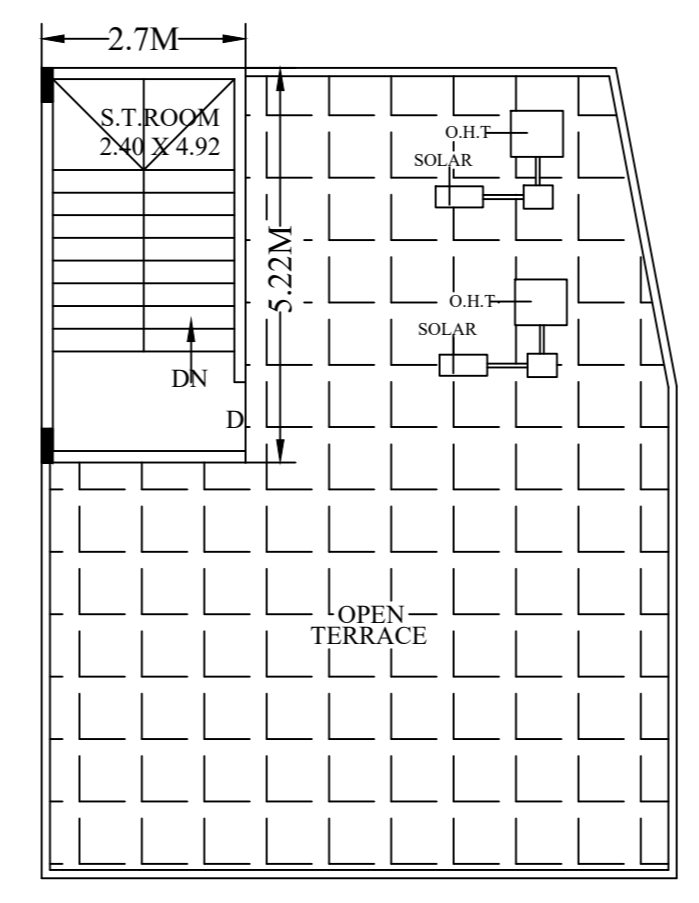 2.7M
S.T.ROOM
2.40 X 4.92
O.H.T
SOLAR
5.22M
O.H.T
SOLAR
DN
D
OPEN
TERRACE